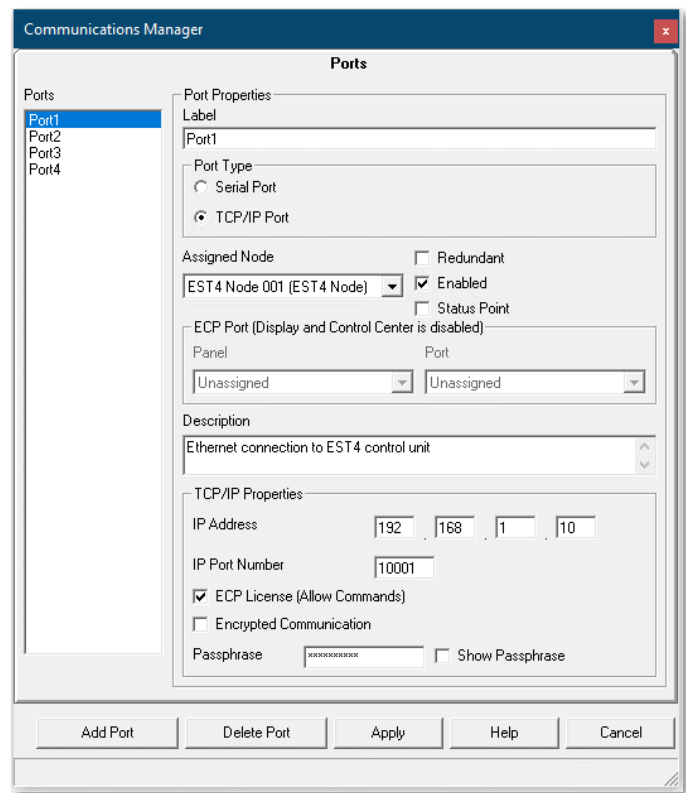 Communications Manager
x
Ports
Ports
Port1
Port2
Port3
Port4
Port Properties
Label
Port1
Port Type
Serial Port
TCP/IP Port
Assigned Node
EST4 Node 001 (EST4 Node)
Redundant
Enabled
Status Point
ECP Port (Display and Control Center is disabled)
Panel Port
Unassigned Unassigned
Description
Ethernet connection to EST4 control unit
TCP/IP Properties
IP Address 192 . 168 . 1 . 10
IP Port Number 10001
ECP License (Allow Commands)
Encrypted Communication
Passphrase ********** Show Passphrase
Add Port Delete Port Apply Help Cancel